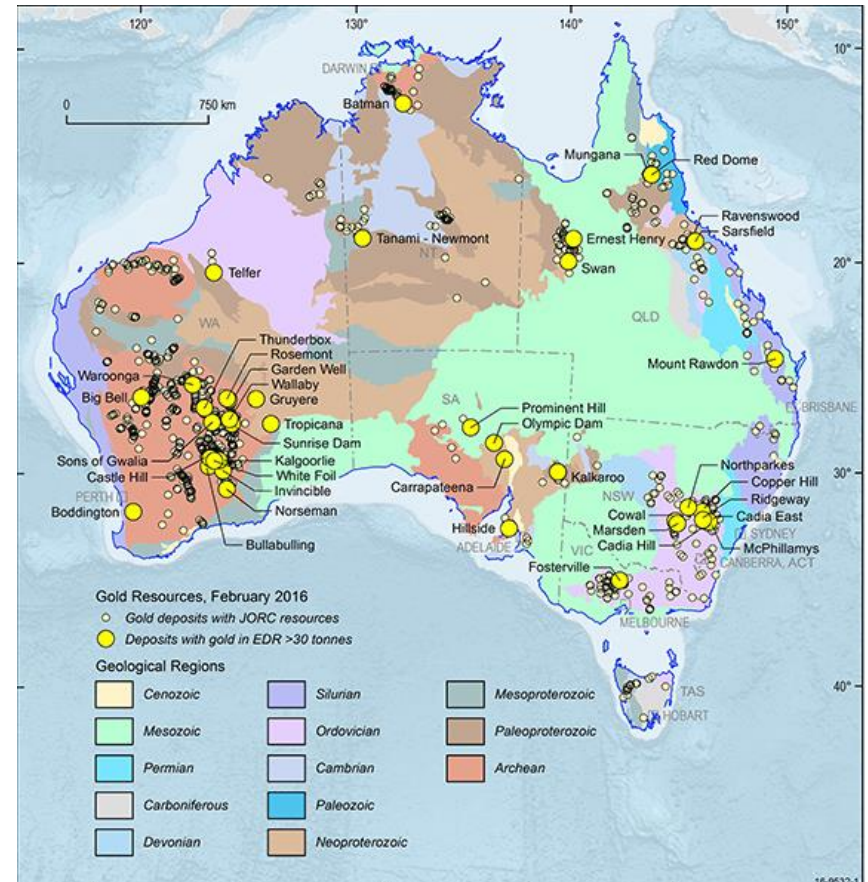 120°
130°
140°
150°
10°
DARWIN
0
750 km
Batman
Mungana
Red Dome
Ravenswood
Sarsfield
Tanami - Newmont
NT
Ernest Henry
20°
Telfer
Swan
WA
QLD
Thunderbox
Rosemont
Garden Well
Wallaby
Waroonga
Mount Rawdon
Big Bell
Gruyere
SA
BRISBANE
Prominent Hill
Tropicana
Olympic Dam
Sunrise Dam
Sons of Gwalia
Kalgoorlie
Northparkes
30°
Castle Hill
White Foil
Kalkaroo
Copper Hill
Carrapateena
NSW
Ridgeway
PERTH
Invincible
Cowal
Cadia East
Boddington
Norseman
Marsden
SYDNEY
Hillside
Cadia Hill
McPhillamys
Bullabulling
ADELAIDE
VIC
CANBERRA, ACT
Fosterville
MELBOURNE
Gold Resources, February 2016
Gold deposits with JORC resources
Deposits with gold in EDR >30 tonnes
Geological Regions
Cenozoic
Silurian
Mesoproterozoic
TAS
40°
Mesozoic
Ordovician
Paleoproterozoic
HOBART
Permian
Cambrian
Archean
Carboniferous
Paleozoic
Devonian
Neoproterozoic